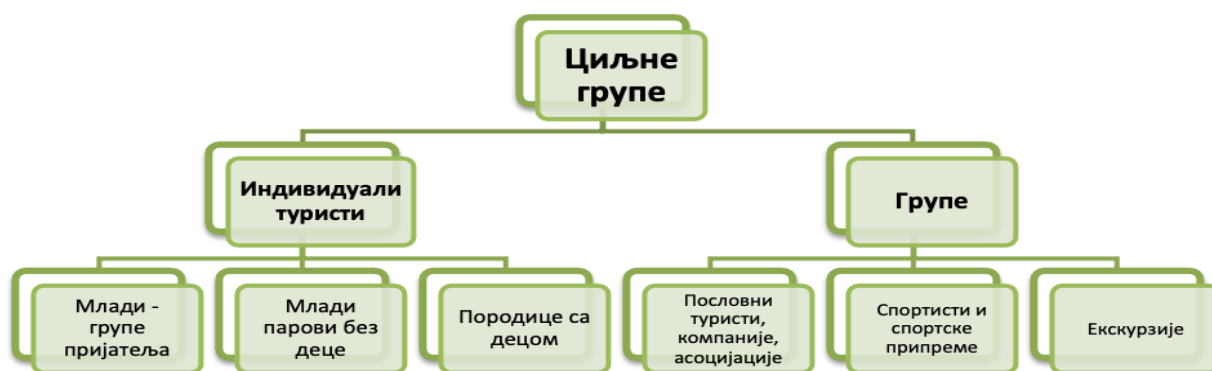 Циљне
групе
Индивидуали
туристи
Групе
Млади -
групе
пријатеља
Млади
парови без
деце
Породице са
децом
Пословни
туристи,
компаније,
асоцијације
Спортисти и
спортске
припреме
Екскурзије